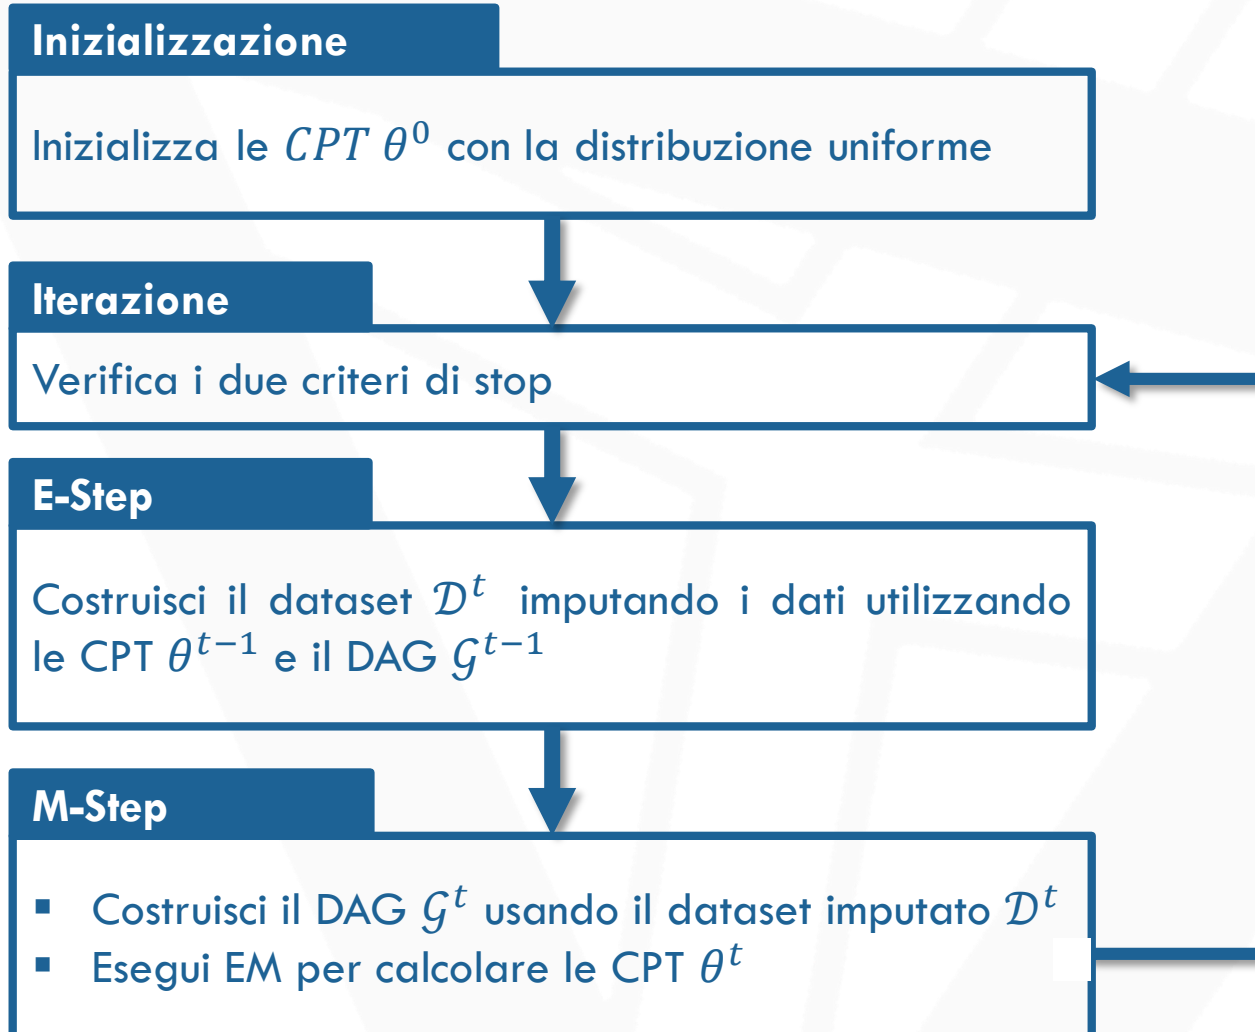 Inizializzazione
Inizializza le CPT θ⁰ con la distribuzione uniforme
Iterazione
Verifica i due criteri di stop
E-Step
Costruisci il dataset 𝒟ᵗ imputando i dati utilizzando
le CPT θᵗ⁻¹ e il DAG 𝒢ᵗ⁻¹
M-Step
▪ Costruisci il DAG 𝒢ᵗ usando il dataset imputato 𝒟ᵗ
▪ Esegui EM per calcolare le CPT θᵗ